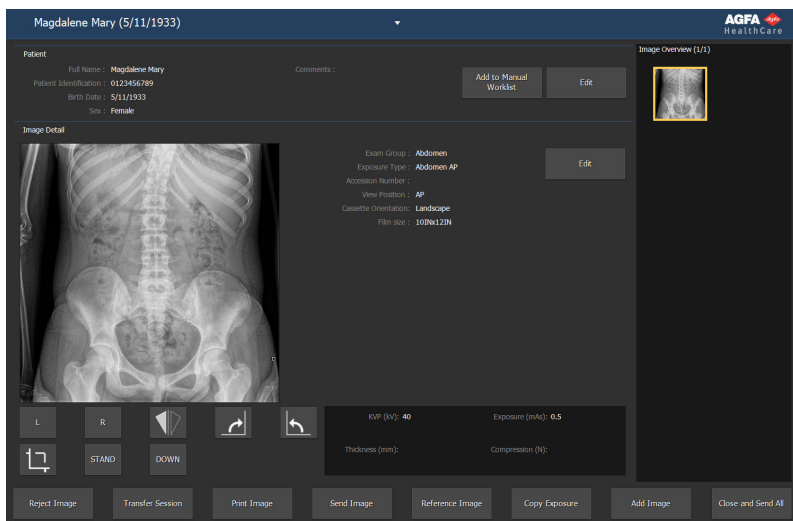 Magdalene Mary (5/11/1933)
AGFA Agfa
HealthCare
Patient
Full Name : Magdalene Mary
Comments :
Patient Identification : 0123456789
Birth Date : 5/11/1933
Sex : Female
Add to Manual
Worklist
Edit
Image Overview (1/1)
Image Detail
Exam Group : Abdomen
Exposure Type : Abdomen AP
Accession Number :
View Position : AP
Cassette Orientation: Landscape
Film size : 10INx12IN
Edit
L
R
STAND
DOWN
KVP (kV): 40
Exposure (mAs): 0.5
Thickness (mm):
Compression (N):
Reject Image
Transfer Session
Print Image
Send Image
Reference Image
Copy Exposure
Add Image
Close and Send All